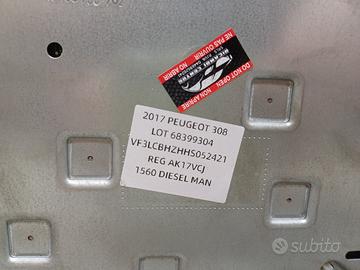 NE PAS OUVRIR
NO ABRIR
DO NOT OPEN
NON APRIRE
2017 PEUGEOT 308
LOT 68399304
VF3LCBHZHHS052421
REG AK17VCJ
1560 DIESEL MAN
subito